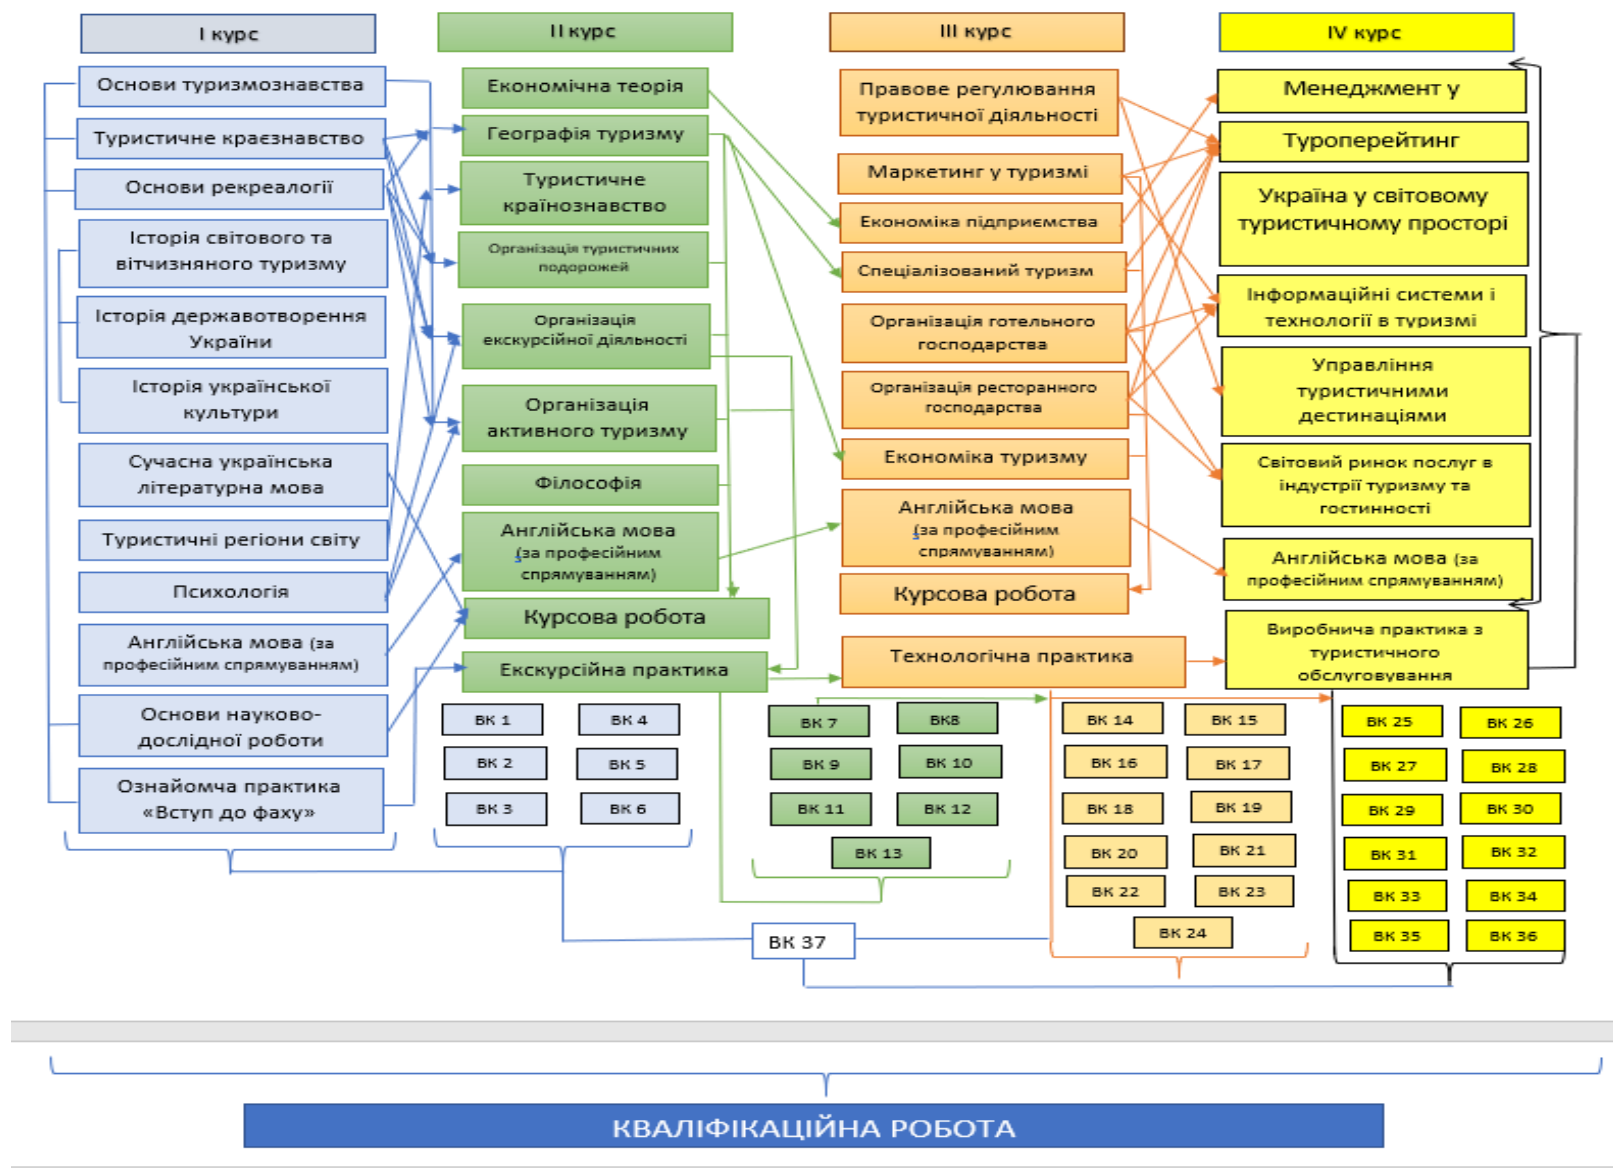 І курс
Основи туризмознавства
Туристичне краєзнавство
Основи рекреалогії
Історія світового та
вітчизняного туризму
Історія державотворення
України
Історія української
культури
Сучасна українська
літературна мова
Туристичні регіони світу
Психологія
Англійська мова (за
професійним спрямуванням)
Основи науково-
дослідної роботи
Ознайомча практика
«Вступ до фаху»
ІІ курс
Економічна теорія
Географія туризму
Туристичне
країнознавство
Організація туристичних
подорожей
Організація
екскурсійної діяльності
Організація
активного туризму
Філософія
Англійська мова
(за професійним
спрямуванням)
Курсова робота
Екскурсійна практика
ВК 1
ВК 4
ВК 2
ВК 5
ВК 3
ВК 6
ІІІ курс
Правове регулювання
туристичної діяльності
Маркетинг у туризмі
Економіка підприємства
Спеціалізований туризм
Організація готельного
господарства
Організація ресторанного
господарства
Економіка туризму
Англійська мова
(за професійним
спрямуванням)
Курсова робота
Технологічна практика
ВК 7
ВК8
ВК 9
ВК 10
ВК 11
ВК 12
ВК 13
IV курс
Менеджмент у
Туроперейтинг
Україна у світовому
туристичному просторі
Інформаційні системи і
технології в туризмі
Управління
туристичними
дестинаціями
Світовий ринок послуг в
індустрії туризму та
гостинності
Англійська мова (за
професійним спрямуванням)
Виробнича практика з
туристичного
обслуговування
ВК 14
ВК 15
ВК 16
ВК 17
ВК 18
ВК 19
ВК 20
ВК 21
ВК 22
ВК 23
ВК 24
ВК 25
ВК 26
ВК 27
ВК 28
ВК 29
ВК 30
ВК 31
ВК 32
ВК 33
ВК 34
ВК 35
ВК 36
ВК 37
КВАЛІФІКАЦІЙНА РОБОТА